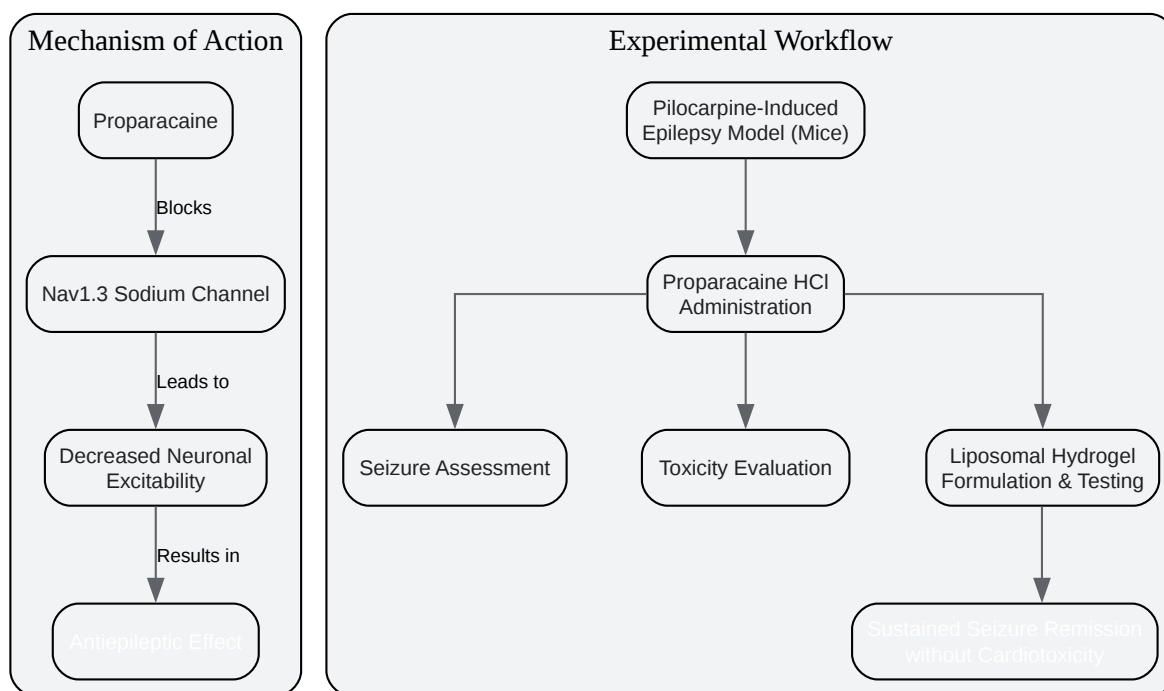 Mechanism of Action
Proparacaine
Blocks
Nav1.3 Sodium Channel
Leads to
Decreased Neuronal
Excitability
Results in
Antiepileptic Effect
Experimental Workflow
Pilocarpine-Induced
Epilepsy Model (Mice)
Proparacaine HCl
Administration
Seizure Assessment
Toxicity Evaluation
Liposomal Hydrogel
Formulation & Testing
Sustained Seizure Remission
without Cardiotoxicity